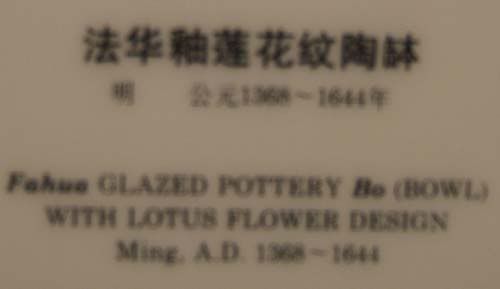 法华釉莲花纹陶缽
明 公元1368～1644年
Fahua GLAZED POTTERY Bo (BOWL)
WITH LOTUS FLOWER DESIGN
Ming, A.D. 1368～1644